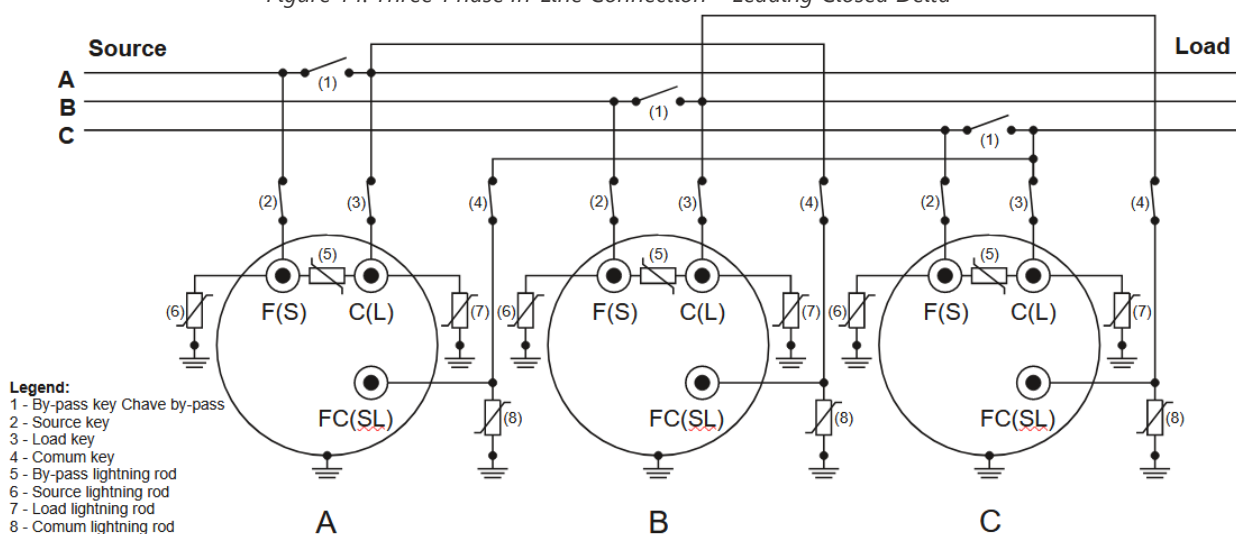 Figure 14. Three-Phase In-Line Connection - Leading Closed Delta
Source
Load
A
B
C
(1)
(1)
(1)
(2)
(3)
(4)
(2)
(3)
(4)
(2)
(3)
(4)
(5)
(5)
(5)
F(S)
C(L)
F(S)
C(L)
F(S)
C(L)
(6)
(7)
(6)
(7)
(6)
(7)
FC(SL)
FC(SL)
FC(SL)
(8)
(8)
(8)
Legend:
1 - By-pass key Chave by-pass
2 - Source key
3 - Load key
4 - Comum key
5 - By-pass lightning rod
6 - Source lightning rod
7 - Load lightning rod
8 - Comum lightning rod
A
B
C